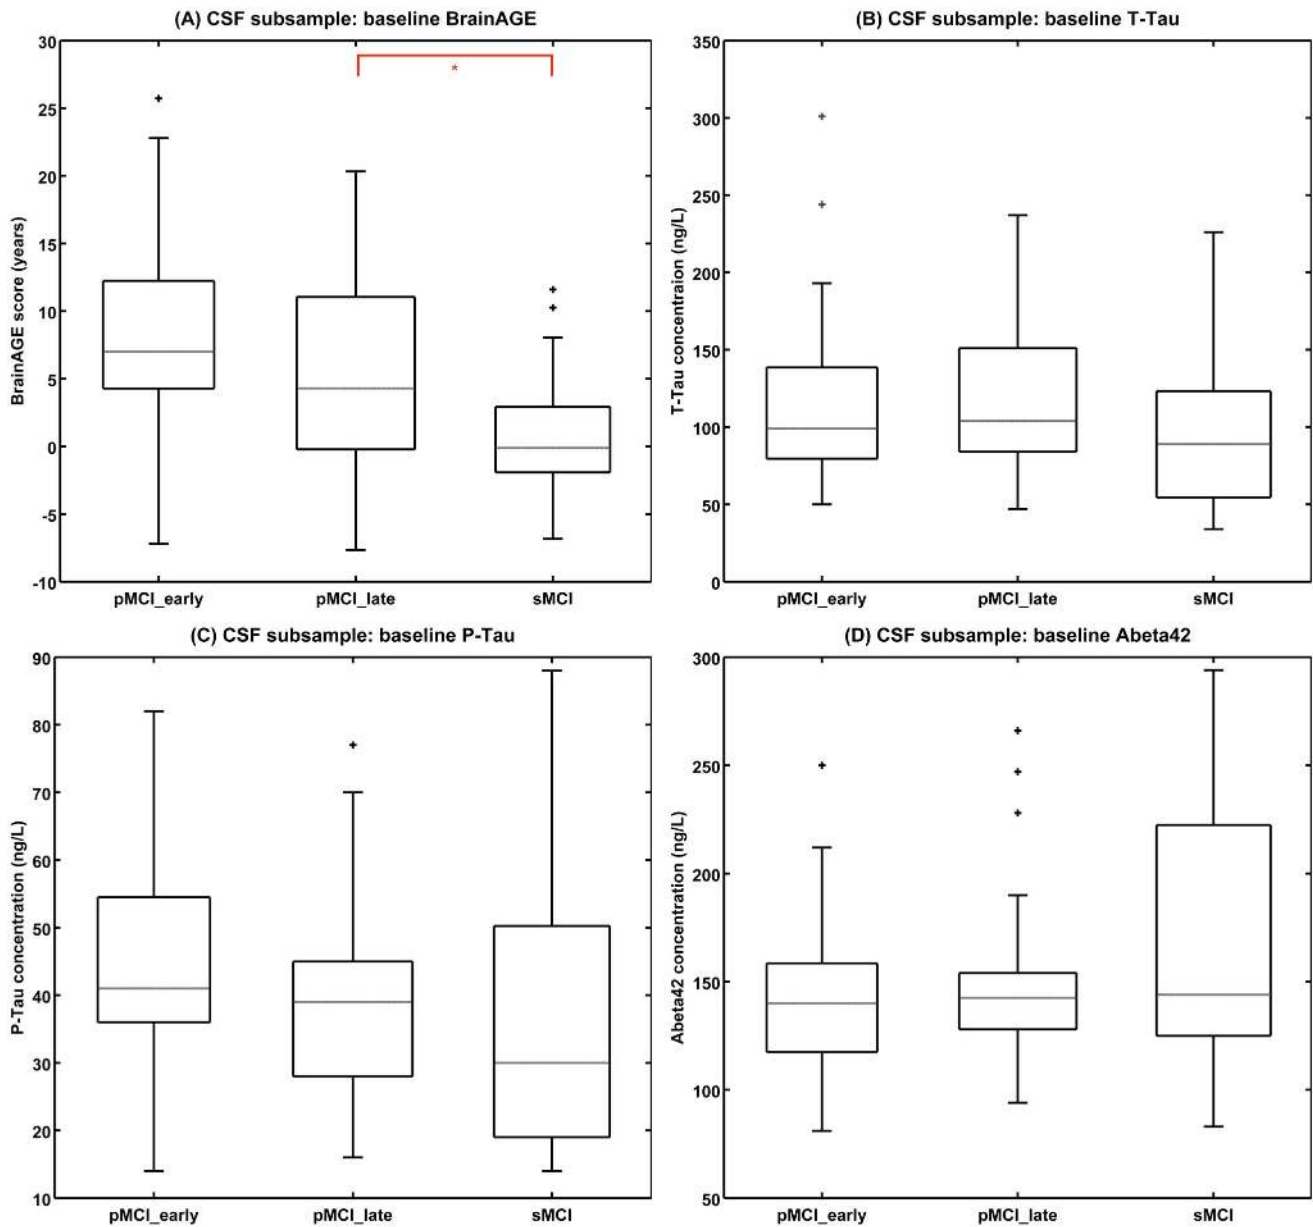 (A) CSF subsample: baseline BrainAGE
30
25
20
15
10
5
0
-5
-10
BrainAGE score (years)
*
pMCI_early pMCI_late sMCI
(B) CSF subsample: baseline T-Tau
350
300
250
200
150
100
50
0
T-Tau concentraion (ng/L)
pMCI_early pMCI_late sMCI
(C) CSF subsample: baseline P-Tau
90
80
70
60
50
40
30
20
10
P-Tau concentration (ng/L)
pMCI_early pMCI_late sMCI
(D) CSF subsample: baseline Abeta42
300
250
200
150
100
50
Abeta42 concentration (ng/L)
pMCI_early pMCI_late sMCI